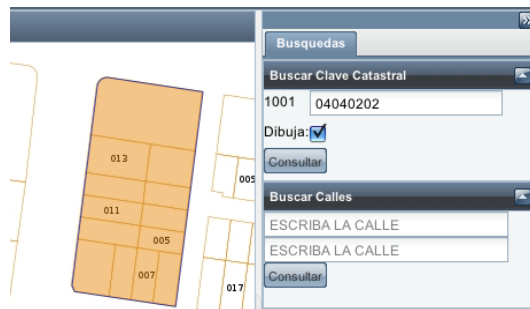 Busquedas
Buscar Clave Catastral
1001 04040202
Dibuja:
Consultar
Buscar Calles
ESCRIBA LA CALLE
ESCRIBA LA CALLE
Consultar
013
011
005
007
005
017